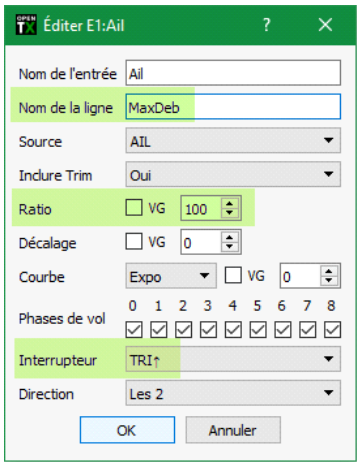 OPEN TX Éditer E1:Ail ? ×
Nom de l'entrée Ail
Nom de la ligne MaxDeb
Source AIL
Inclure Trim Oui
Ratio VG 100
Décalage VG 0
Courbe Expo VG 0
0 1 2 3 4 5 6 7 8
Phases de vol
Interrupteur TRI↑
Direction Les 2
OK Annuler